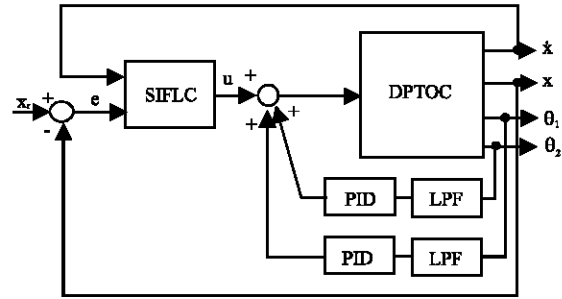 ẋ
SIFLC
u
+
DPTOC
x
xᵣ
+
e
+
θ₁
-
+
θ₂
PID
LPF
PID
LPF